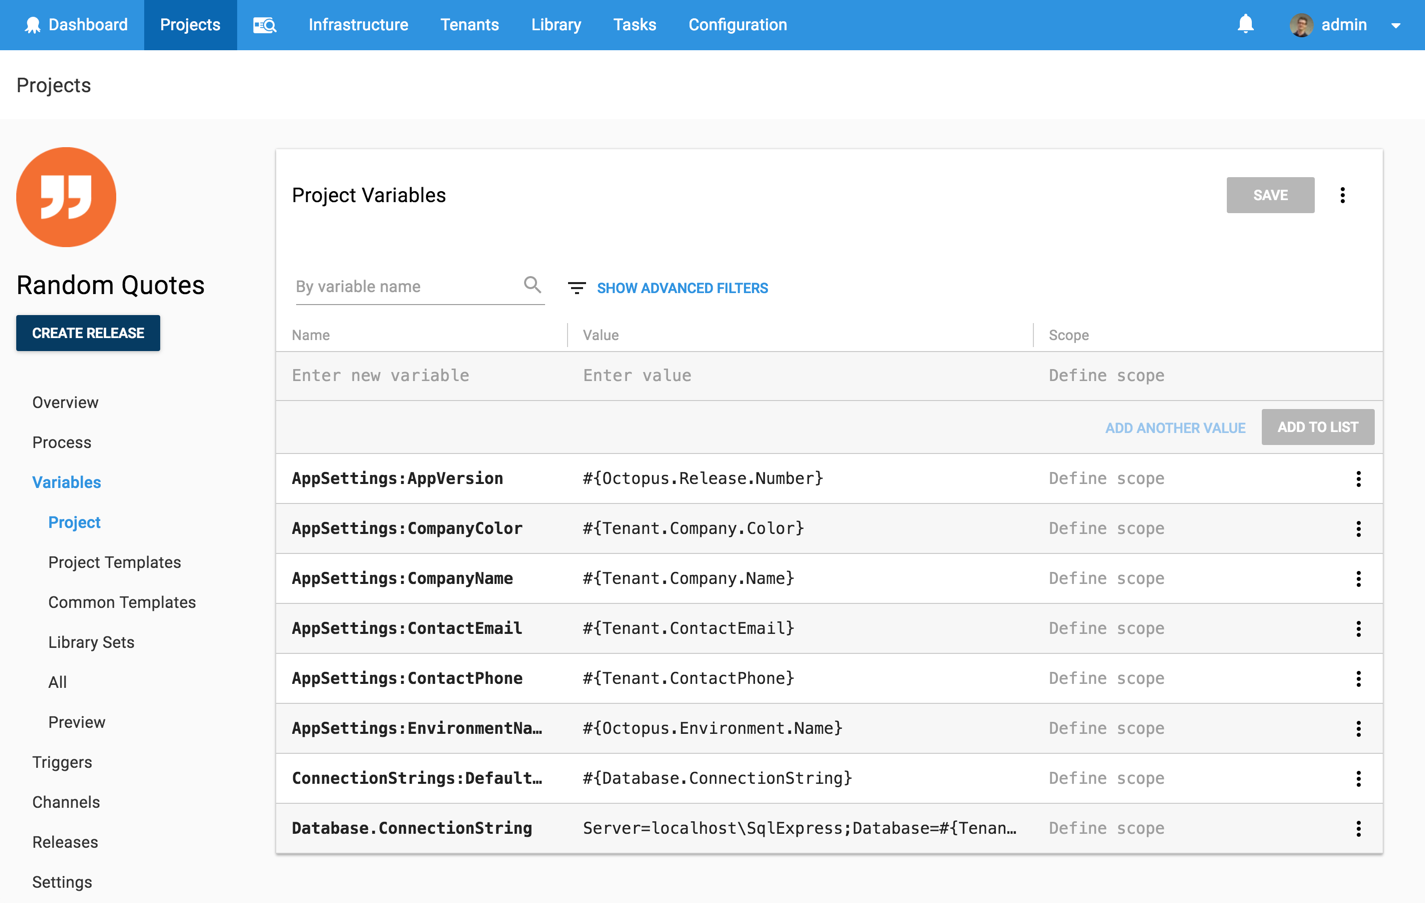 Dashboard Projects Infrastructure Tenants Library Tasks Configuration admin
Projects
Random Quotes
CREATE RELEASE
Overview
Process
Variables
Project
Project Templates
Common Templates
Library Sets
All
Preview
Triggers
Channels
Releases
Settings
Project Variables SAVE
By variable name SHOW ADVANCED FILTERS
Name Value Scope
Enter new variable Enter value Define scope
ADD ANOTHER VALUE ADD TO LIST
AppSettings:AppVersion #{Octopus.Release.Number} Define scope
AppSettings:CompanyColor #{Tenant.Company.Color} Define scope
AppSettings:CompanyName #{Tenant.Company.Name} Define scope
AppSettings:ContactEmail #{Tenant.ContactEmail} Define scope
AppSettings:ContactPhone #{Tenant.ContactPhone} Define scope
AppSettings:EnvironmentNa… #{Octopus.Environment.Name} Define scope
ConnectionStrings:Default… #{Database.ConnectionString} Define scope
Database.ConnectionString Server=localhost\SqlExpress;Database=#{Tenan… Define scope